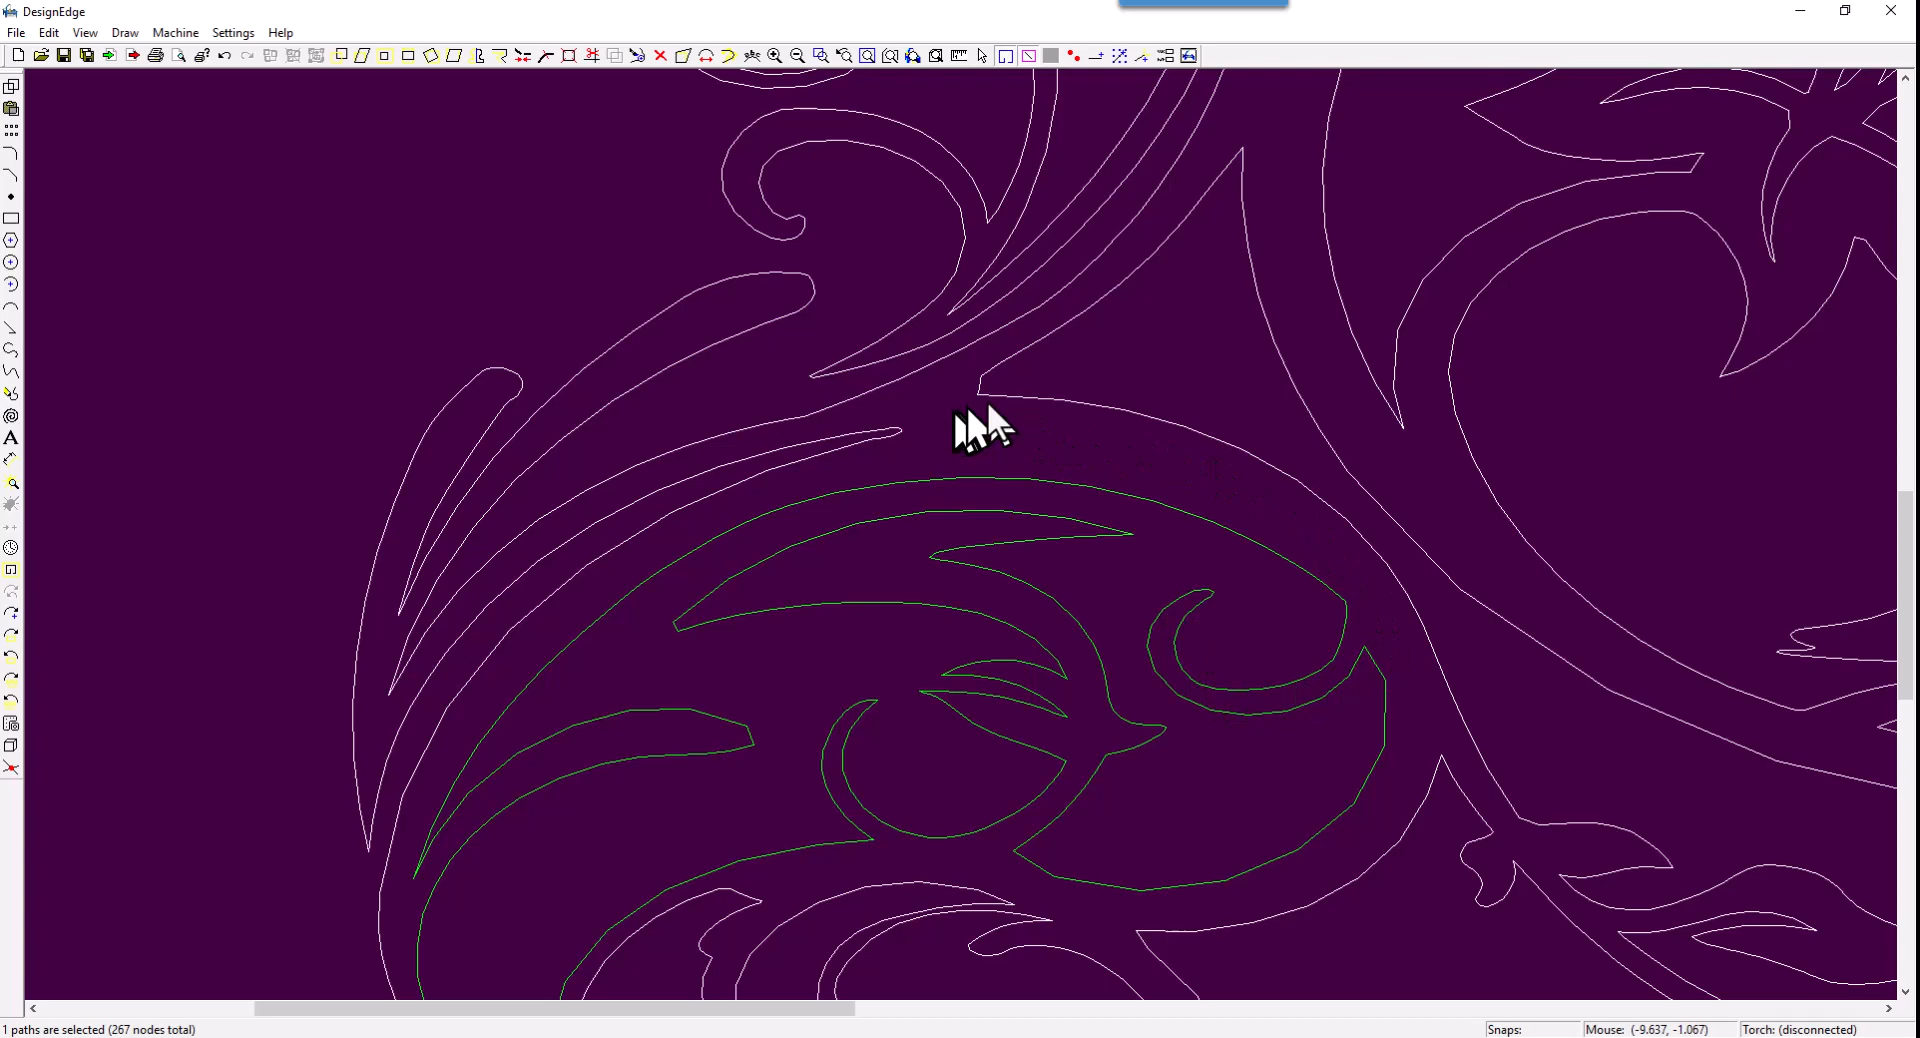 DesignEdge
File Edit View Draw Machine Settings Help
A
1 paths are selected (267 nodes total)
Snaps:
Mouse: (-9.637, -1.067)
Torch: (disconnected)